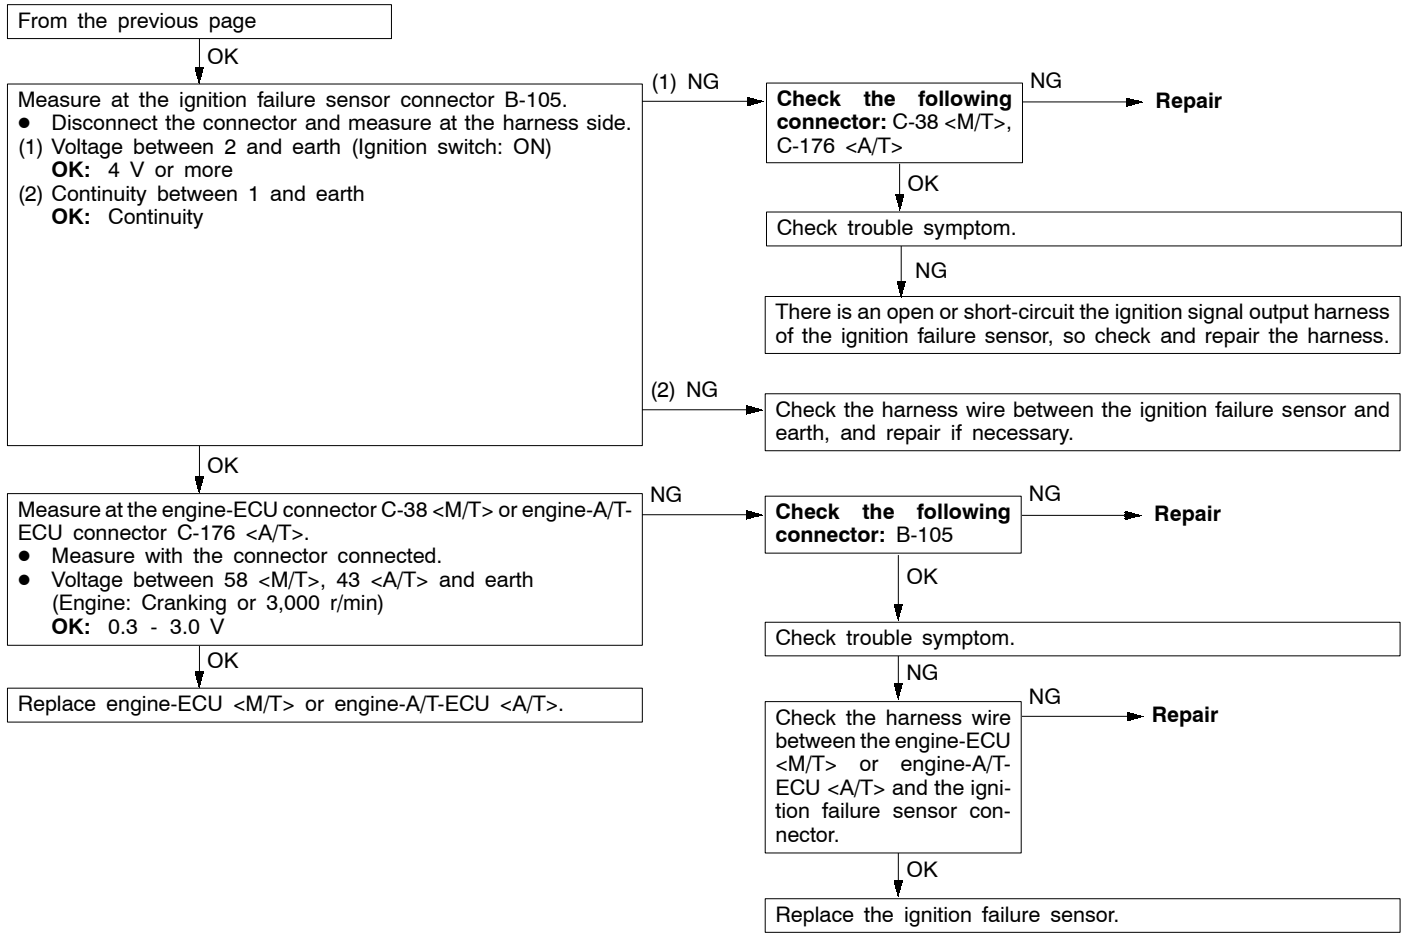 From the previous page
OK
Measure at the ignition failure sensor connector B-105.
● Disconnect the connector and measure at the harness side.
(1) Voltage between 2 and earth (Ignition switch: ON)
OK: 4 V or more
(2) Continuity between 1 and earth
OK: Continuity
(1) NG
Check the following
connector: C-38 <M/T>,
C-176 <A/T>
NG
Repair
OK
Check trouble symptom.
NG
There is an open or short-circuit the ignition signal output harness
of the ignition failure sensor, so check and repair the harness.
(2) NG
Check the harness wire between the ignition failure sensor and
earth, and repair if necessary.
OK
Measure at the engine-ECU connector C-38 <M/T> or engine-A/T-
ECU connector C-176 <A/T>.
● Measure with the connector connected.
● Voltage between 58 <M/T>, 43 <A/T> and earth
(Engine: Cranking or 3,000 r/min)
OK: 0.3 - 3.0 V
NG
Check the following
connector: B-105
NG
Repair
OK
Check trouble symptom.
NG
Check the harness wire
between the engine-ECU
<M/T> or engine-A/T-
ECU <A/T> and the igni-
tion failure sensor con-
nector.
NG
Repair
OK
Replace the ignition failure sensor.
OK
Replace engine-ECU <M/T> or engine-A/T-ECU <A/T>.